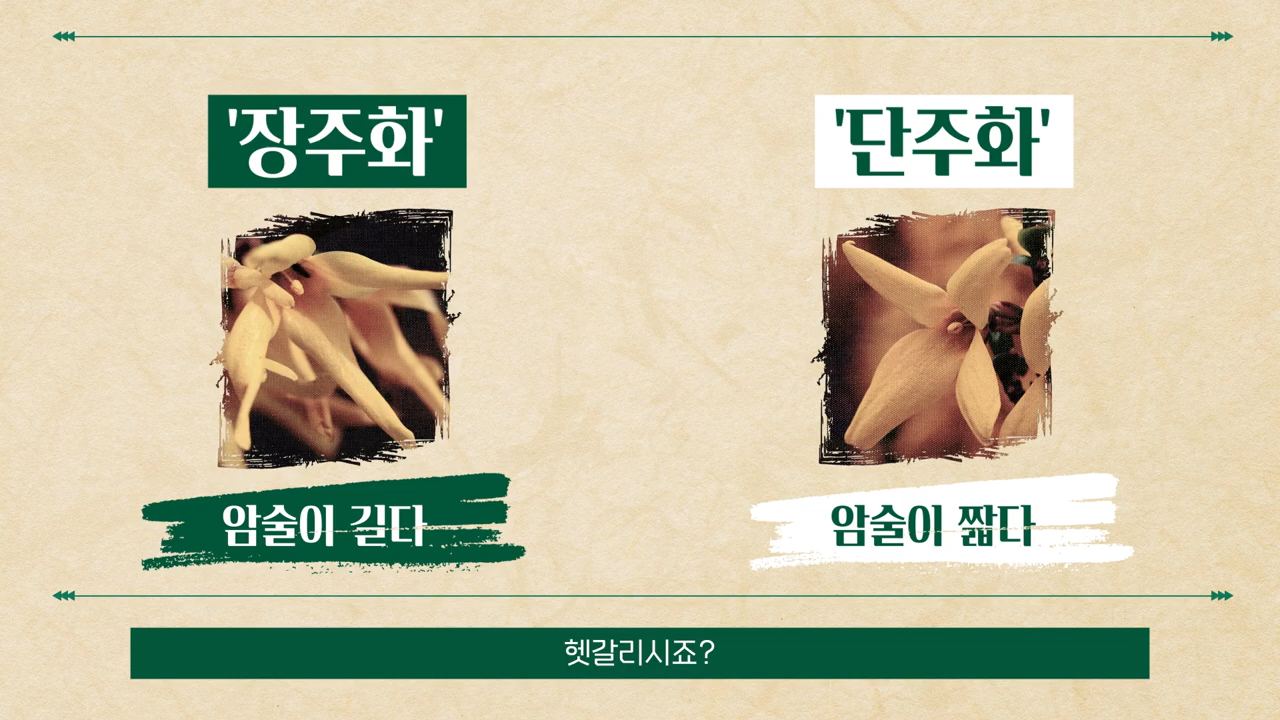 '장주화'
'단주화'
암술이 길다
암술이 짧다
헷갈리시죠?